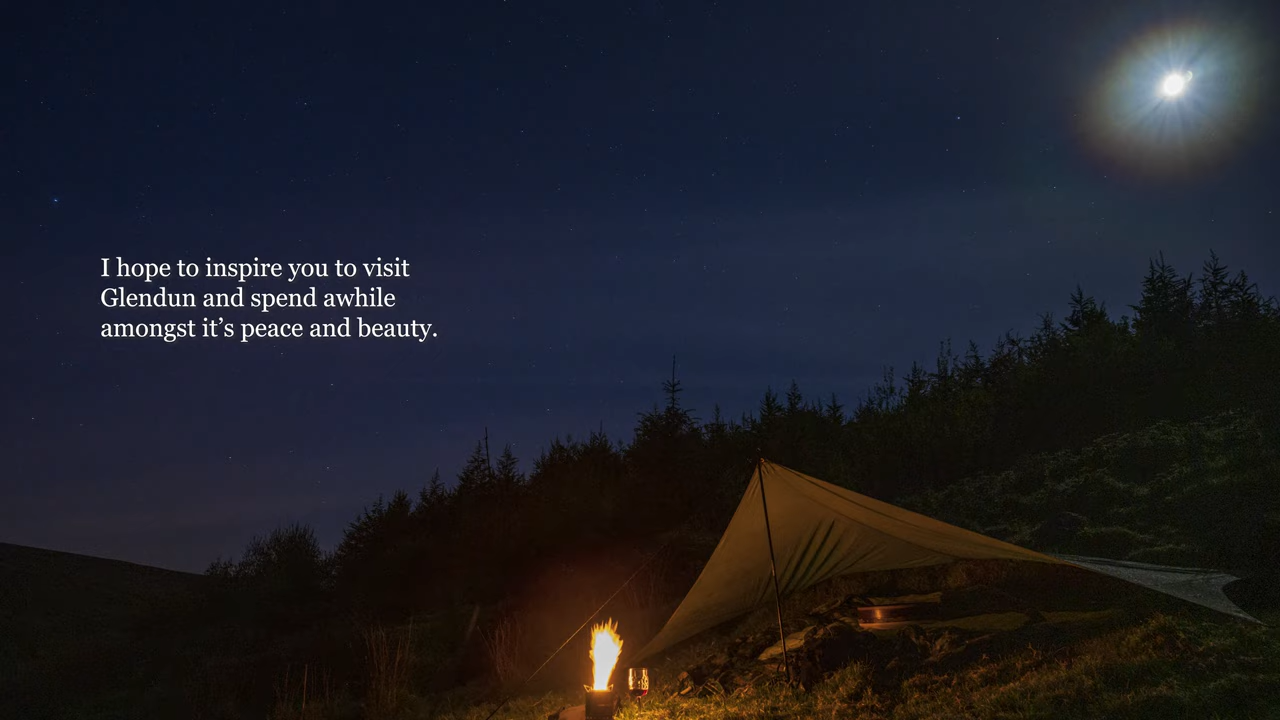 I hope to inspire you to visit
Glendun and spend awhile
amongst it’s peace and beauty.